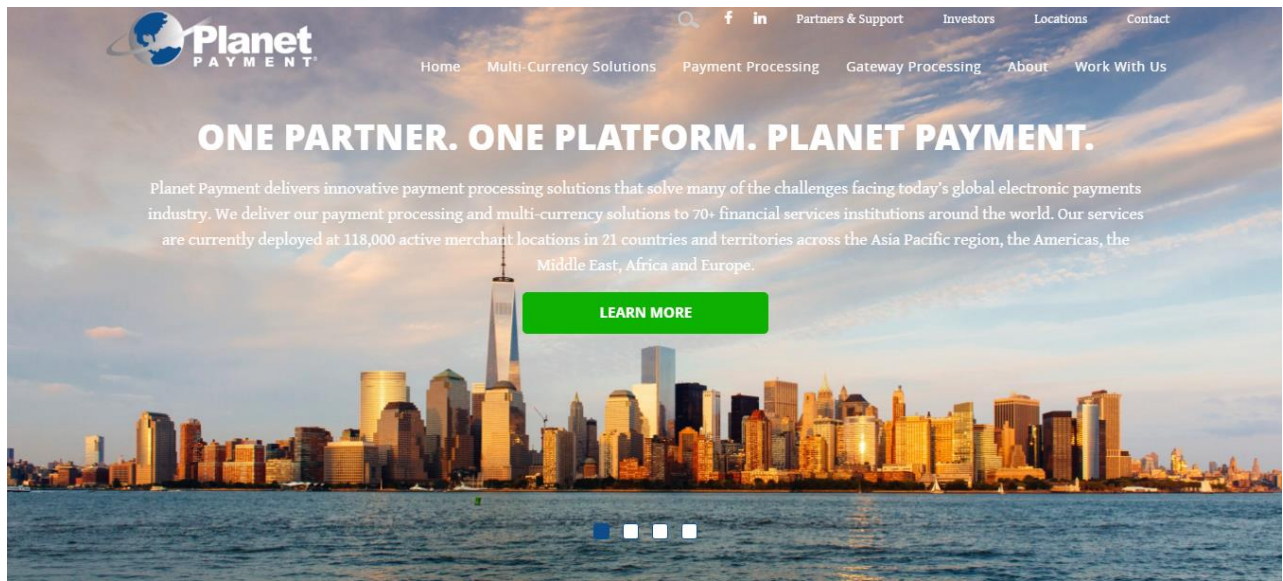 Planet
PAYMENT
f in Partners & Support Investors Locations Contact
Home Multi-Currency Solutions Payment Processing Gateway Processing About Work With Us
ONE PARTNER. ONE PLATFORM. PLANET PAYMENT.
Planet Payment delivers innovative payment processing solutions that solve many of the challenges facing today's global electronic payments
industry. We deliver our payment processing and multi-currency solutions to 70+ financial services institutions around the world. Our services
are currently deployed at 118,000 active merchant locations in 21 countries and territories across the Asia Pacific region, the Americas, the
Middle East, Africa and Europe.
LEARN MORE